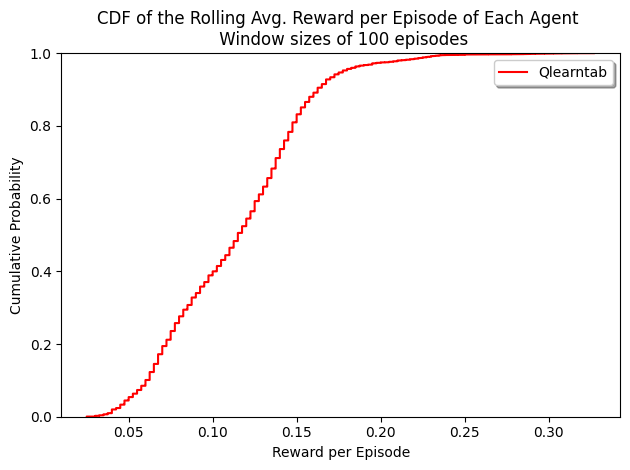 CDF of the Rolling Avg. Reward per Episode of Each Agent
Window sizes of 100 episodes
Qlearntab
Cumulative Probability
1.0
0.8
0.6
0.4
0.2
0.0
0.05 0.10 0.15 0.20 0.25 0.30
Reward per Episode